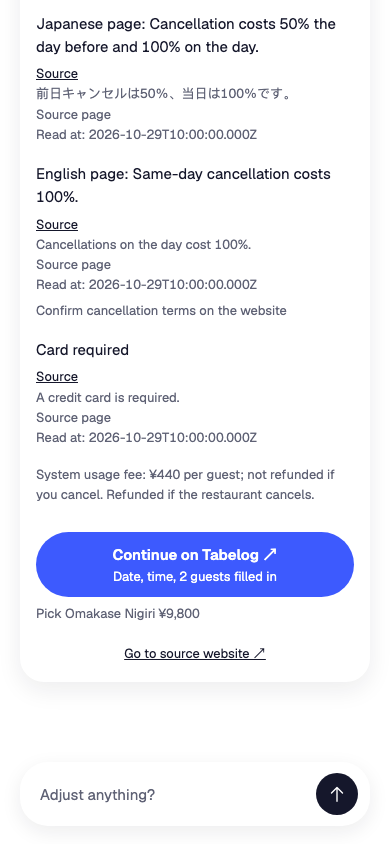 Japanese page: Cancellation costs 50% the
day before and 100% on the day.
Source
前日キャンセルは50%、当日は100%です。
Source page
Read at: 2026-10-29T10:00:00.000Z
English page: Same-day cancellation costs
100%.
Source
Cancellations on the day cost 100%.
Source page
Read at: 2026-10-29T10:00:00.000Z
Confirm cancellation terms on the website
Card required
Source
A credit card is required.
Source page
Read at: 2026-10-29T10:00:00.000Z
System usage fee: ¥440 per guest; not refunded if
you cancel. Refunded if the restaurant cancels.
Continue on Tabelog ↗
Date, time, 2 guests filled in
Pick Omakase Nigiri ¥9,800
Go to source website ↗
Adjust anything?